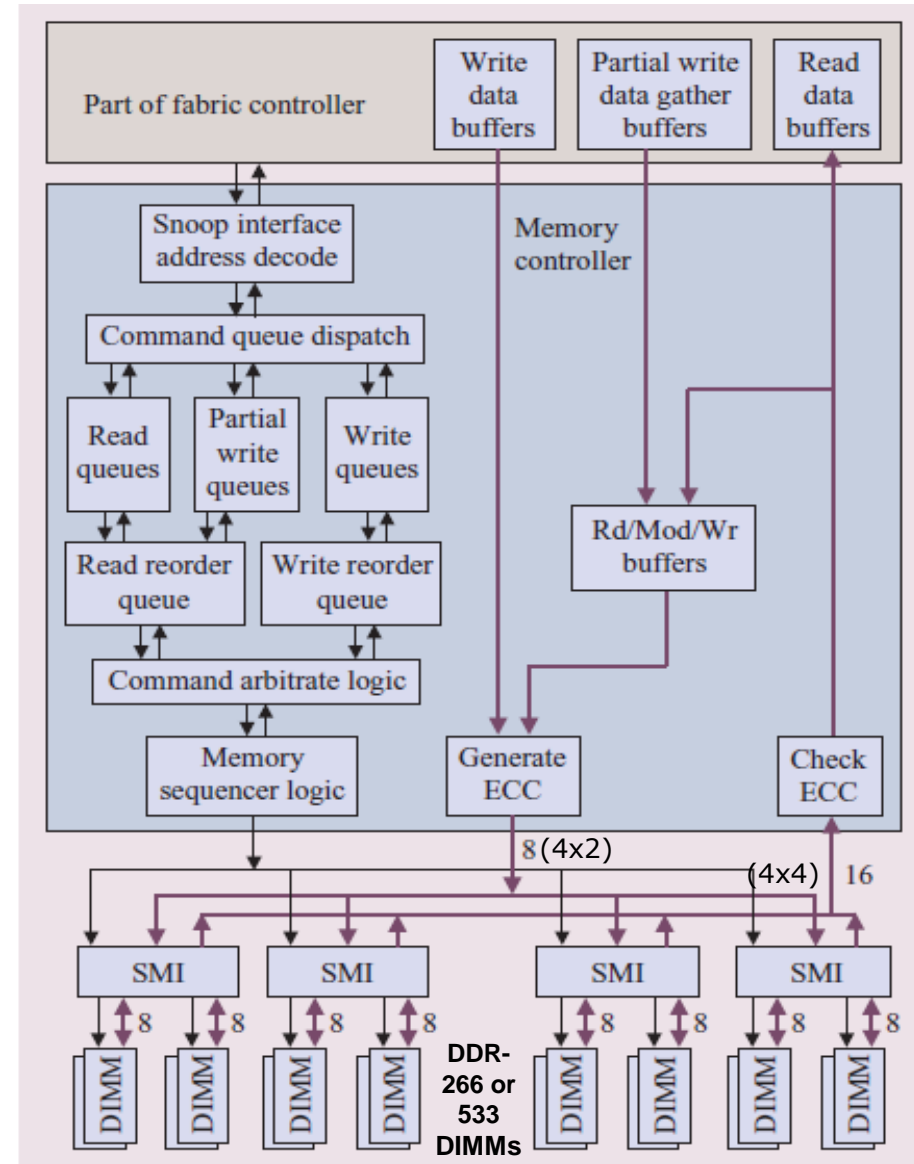 Part of fabric controller
Write
data
buffers
Partial write
data gather
buffers
Read
data
buffers
Snoop interface
address decode
Memory
controller
Command queue dispatch
Read
queues
Partial
write
queues
Write
queues
Read reorder
queue
Write reorder
queue
Rd/Mod/Wr
buffers
Command arbitrate logic
Memory
sequencer logic
Generate
ECC
Check
ECC
8 (4x2)
(4x4) 16
SMI
SMI
SMI
SMI
8
8
8
8
8
8
8
8
DIMM
DIMM
DIMM
DIMM
DDR-
266 or
533
DIMMs
DIMM
DIMM
DIMM
DIMM